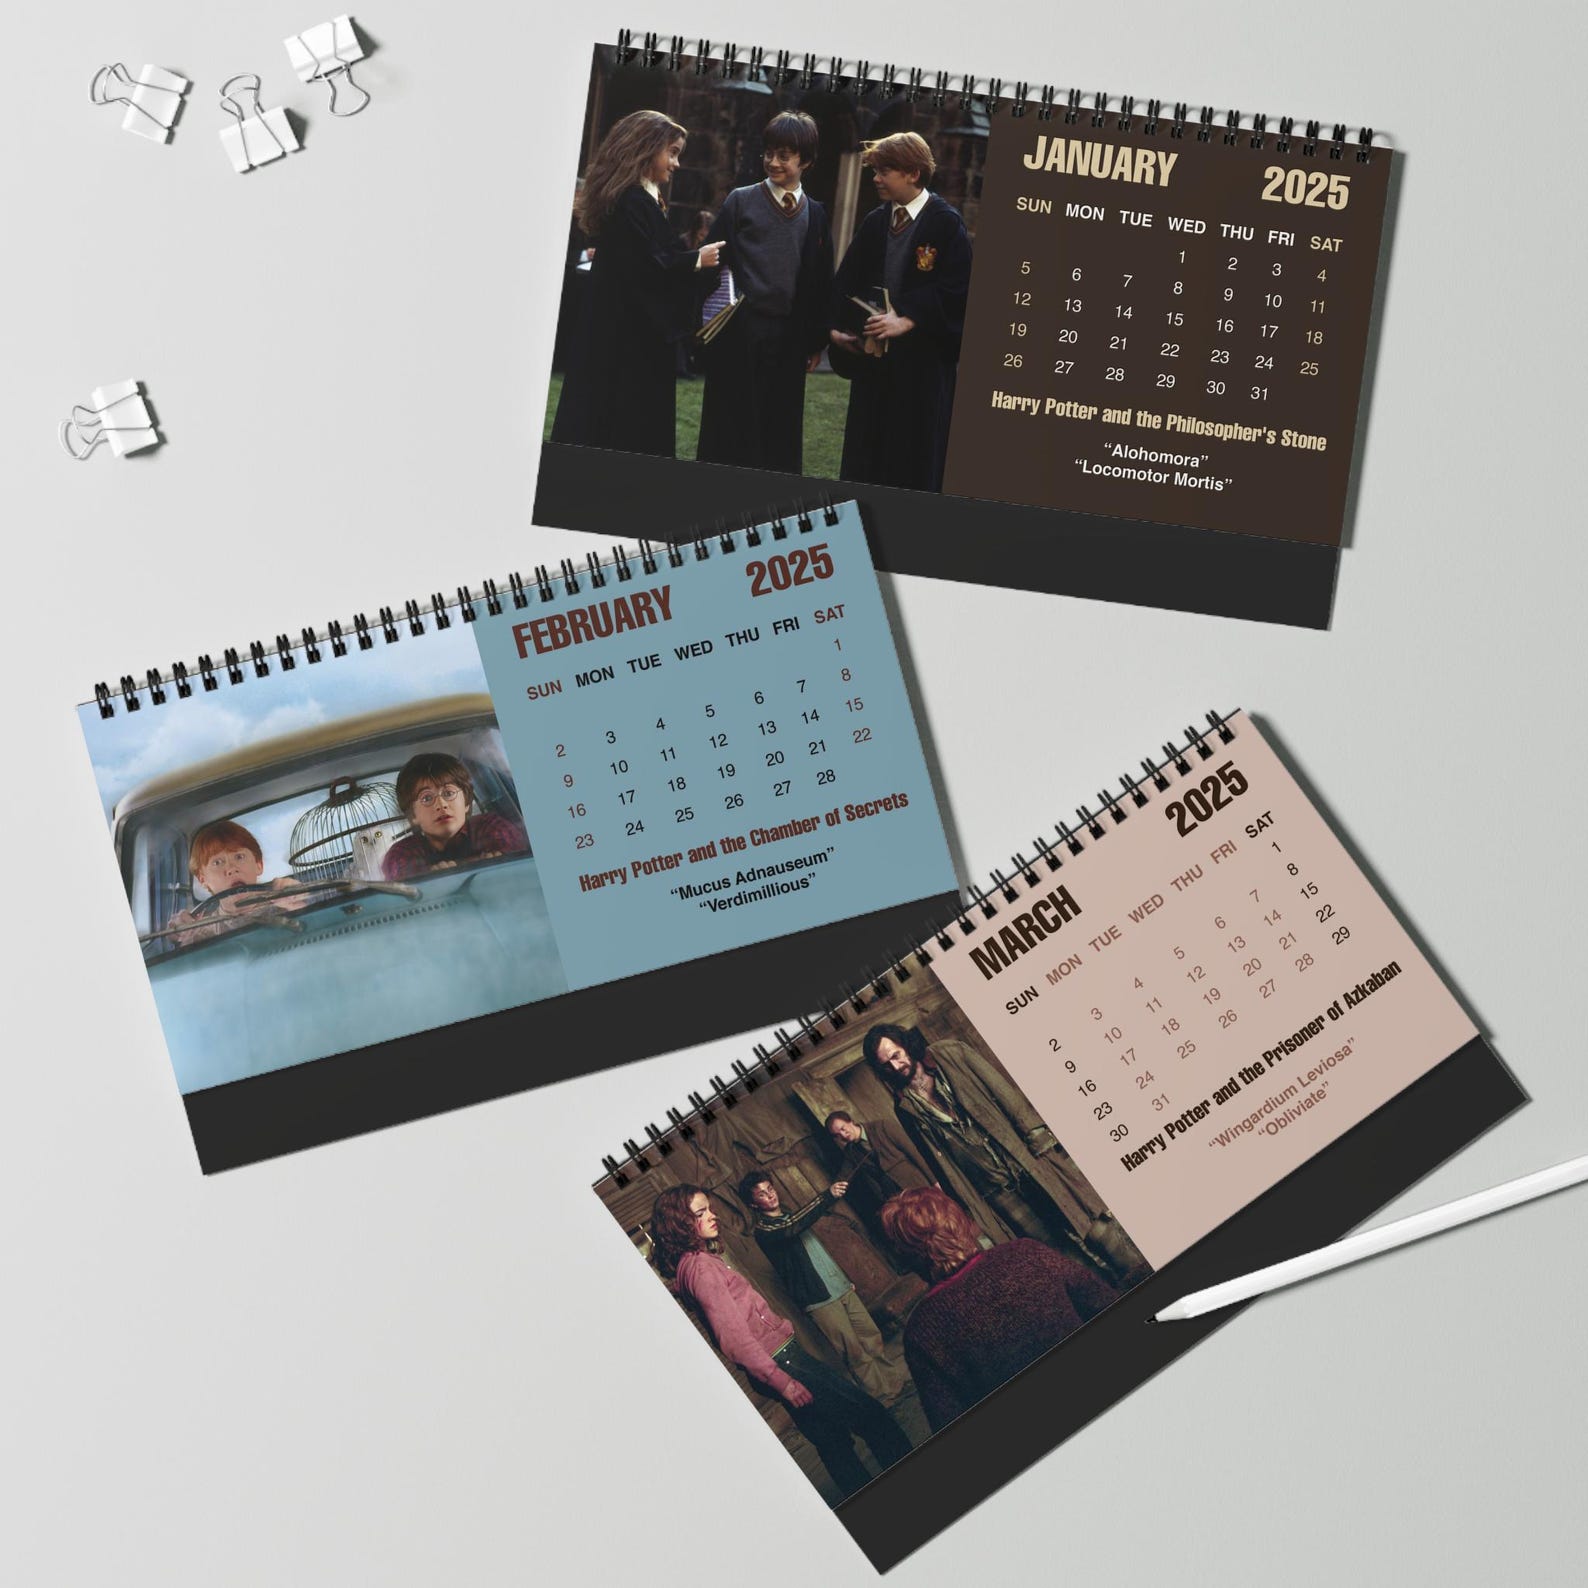 JANUARY 2025
SUN MON TUE WED THU FRI SAT
1 2 3 4
5 6 7 8 9 10 11
12 13 14 15 16 17 18
19 20 21 22 23 24 25
26 27 28 29 30 31
Harry Potter and the Philosopher's Stone
“Alohomora”
“Locomotor Mortis”
FEBRUARY 2025
SUN MON TUE WED THU FRI SAT
1
2 3 4 5 6 7 8
9 10 11 12 13 14 15
16 17 18 19 20 21 22
23 24 25 26 27 28
Harry Potter and the Chamber of Secrets
“Mucus Adnauseum”
“Verdimillious”
MARCH 2025
SUN MON TUE WED THU FRI SAT
1
2 3 4 5 6 7 8
9 10 11 12 13 14 15
16 17 18 19 20 21 22
23 24 25 26 27 28 29
30 31
Harry Potter and the Prisoner of Azkaban
“Wingardium Leviosa”
“Obliviate”